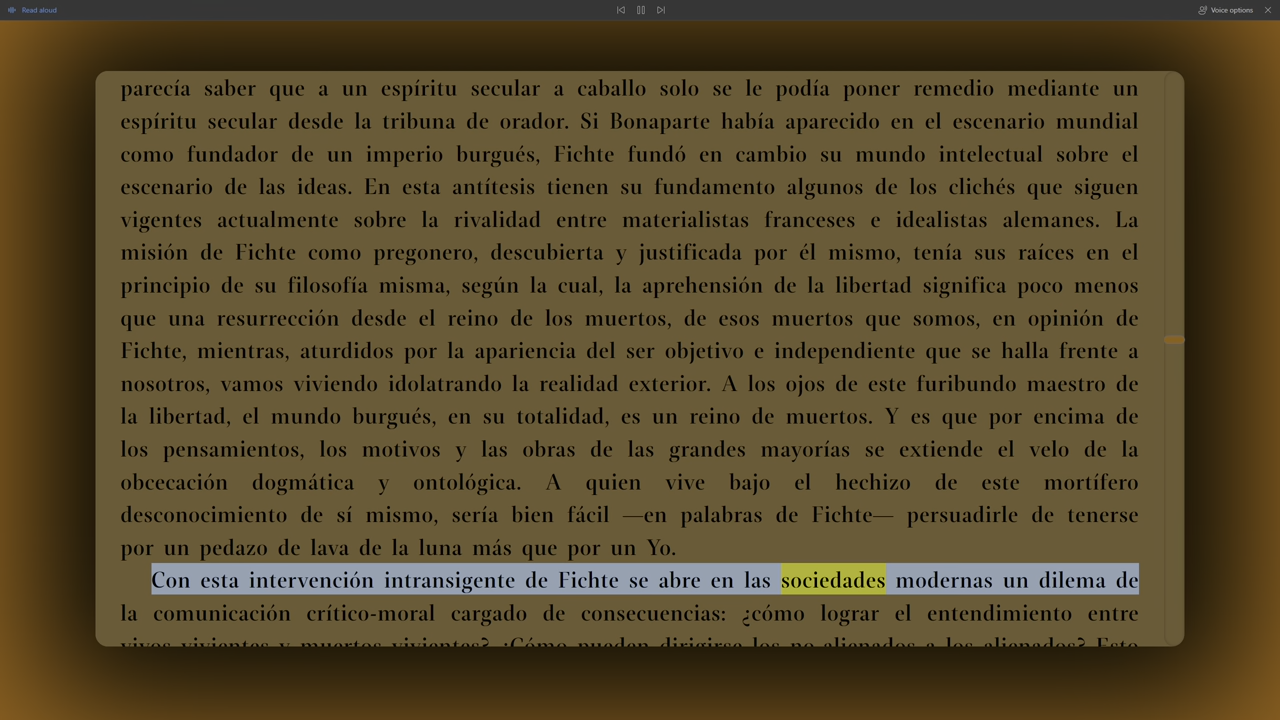 Read aloud
Voice options
parecía saber que a un espíritu secular a caballo solo se le podía poner remedio mediante un
espíritu secular desde la tribuna de orador. Si Bonaparte había aparecido en el escenario mundial
como fundador de un imperio burgués, Fichte fundó en cambio su mundo intelectual sobre el
escenario de las ideas. En esta antítesis tienen su fundamento algunos de los clichés que siguen
vigentes actualmente sobre la rivalidad entre materialistas franceses e idealistas alemanes. La
misión de Fichte como pregonero, descubierta y justificada por él mismo, tenía sus raíces en el
principio de su filosofía misma, según la cual, la aprehensión de la libertad significa poco menos
que una resurrección desde el reino de los muertos, de esos muertos que somos, en opinión de
Fichte, mientras, aturdidos por la apariencia del ser objetivo e independiente que se halla frente a
nosotros, vamos viviendo idolatrando la realidad exterior. A los ojos de este furibundo maestro de
la libertad, el mundo burgués, en su totalidad, es un reino de muertos. Y es que por encima de
los pensamientos, los motivos y las obras de las grandes mayorías se extiende el velo de la
obcecación dogmática y ontológica. A quien vive bajo el hechizo de este mortífero
desconocimiento de sí mismo, sería bien fácil —en palabras de Fichte— persuadirle de tenerse
por un pedazo de lava de la luna más que por un Yo.
Con esta intervención intransigente de Fichte se abre en las sociedades modernas un dilema de
la comunicación crítico-moral cargado de consecuencias: ¿cómo lograr el entendimiento entre
vivos vivientes y muertos vivientes? ¿Cómo pueden dirigirse los no alienados a los alienados? Esto